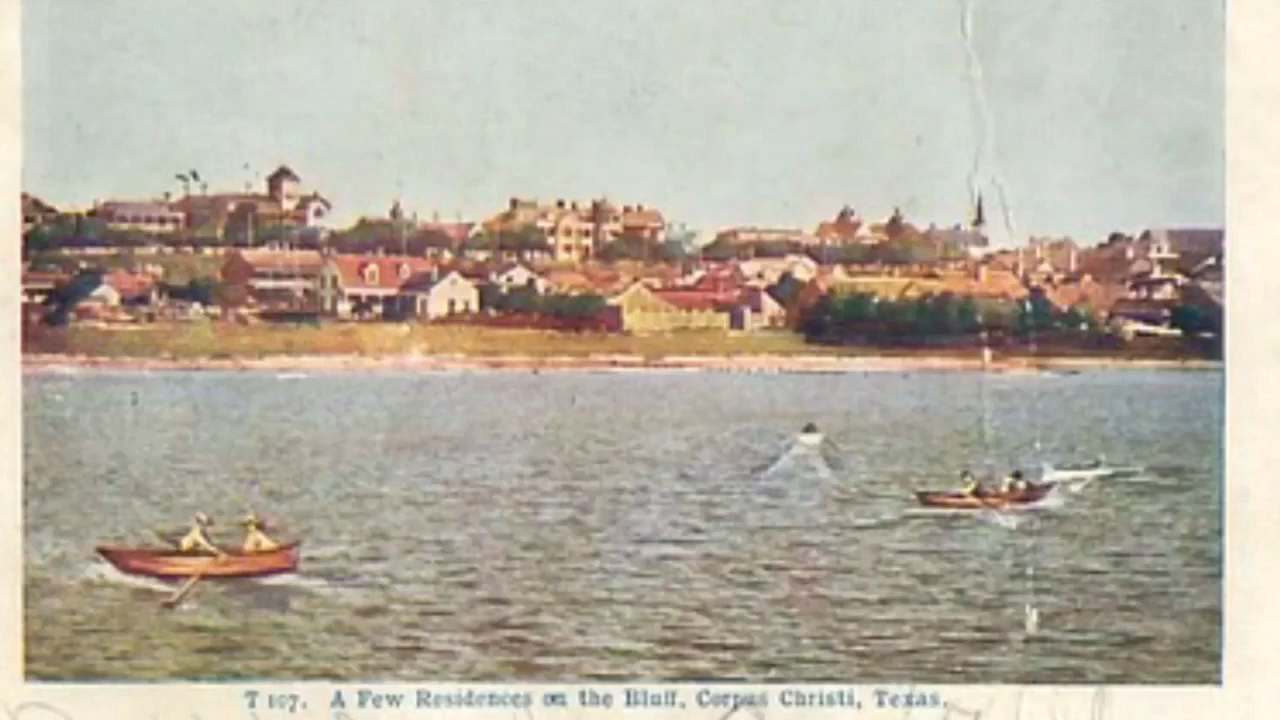 T 107. A Few Residences on the Bluff, Corpus Christi, Texas.